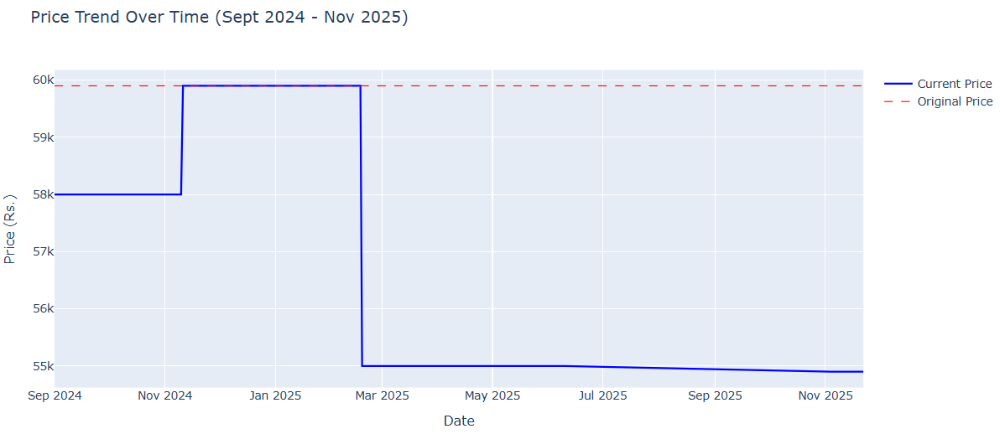 Price Trend Over Time (Sept 2024 - Nov 2025)
Price (Rs.)
60k
59k
58k
57k
56k
55k
Sep 2024 Nov 2024 Jan 2025 Mar 2025 May 2025 Jul 2025 Sep 2025 Nov 2025
Date
Current Price
Original Price